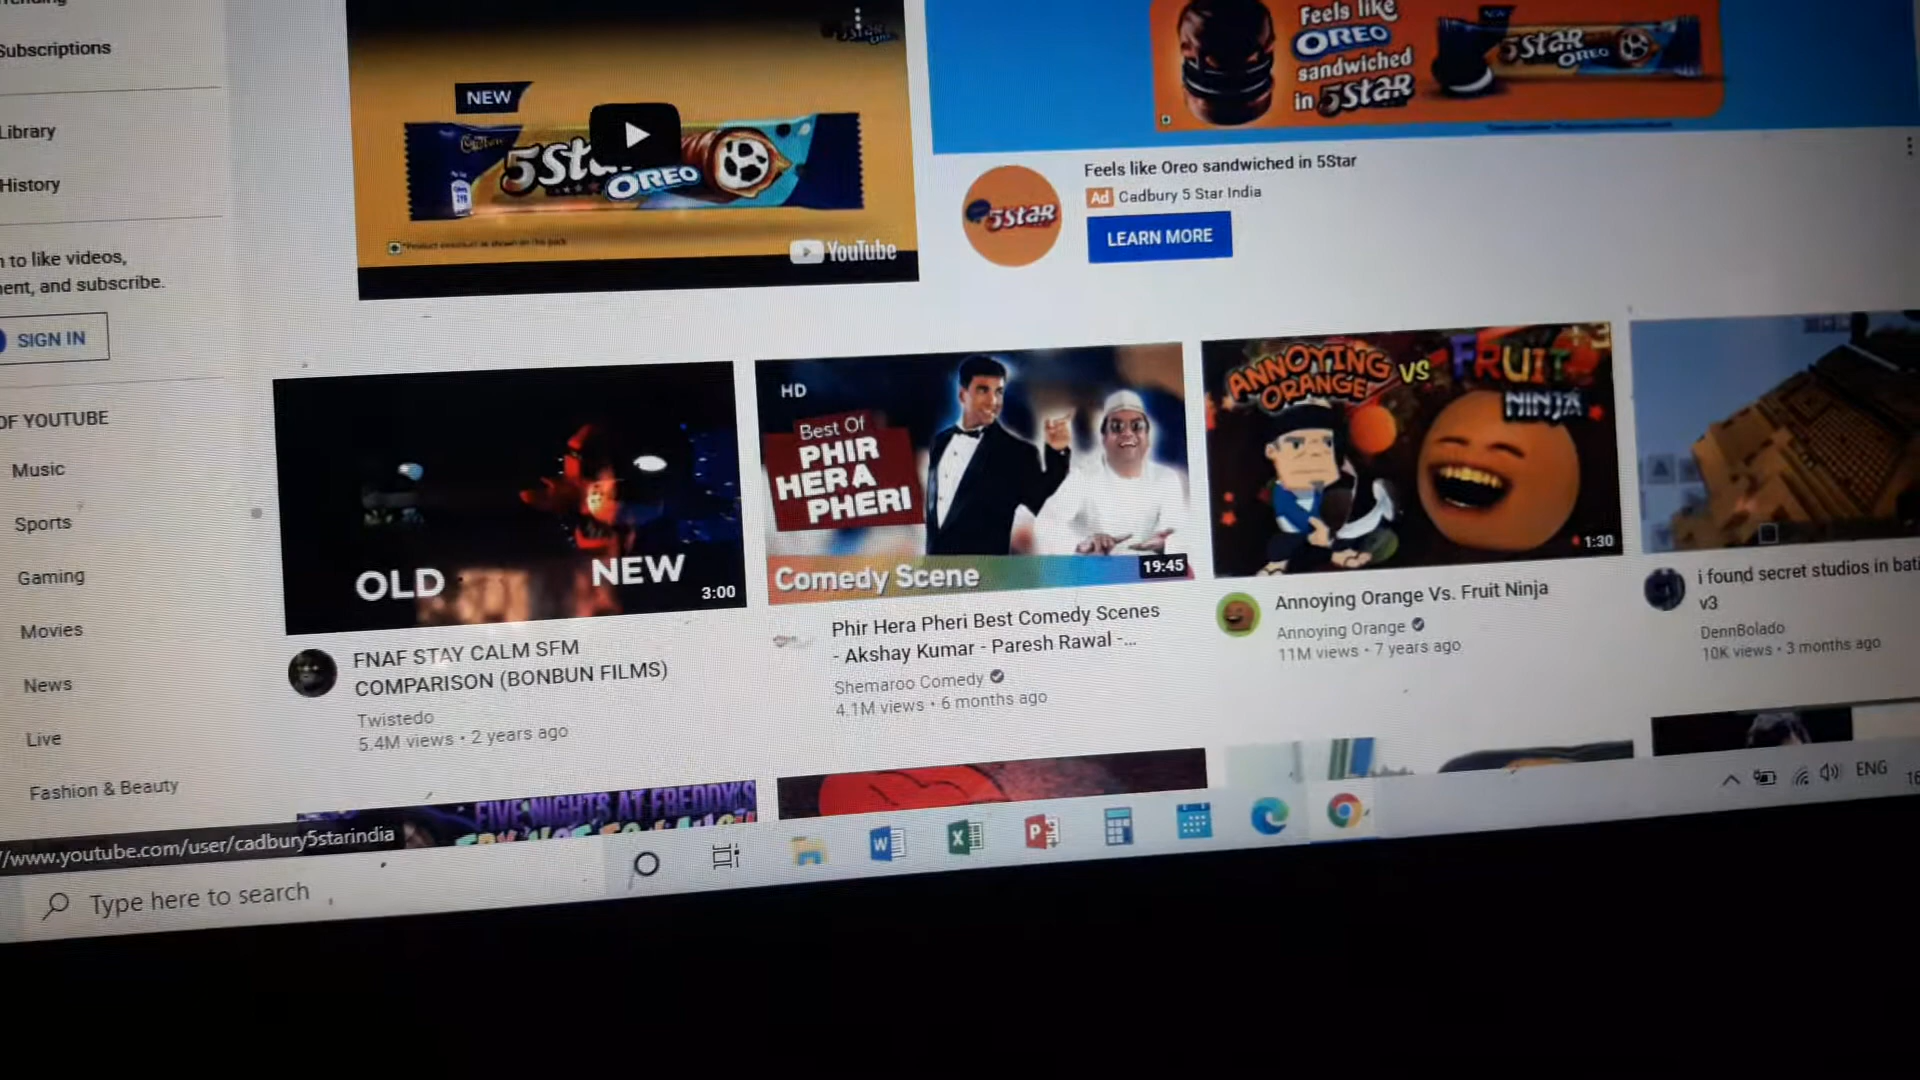 Subscriptions
Library
History
to like videos,
ent, and subscribe.
SIGN IN
OF YOUTUBE
Music
Sports
Gaming
Movies
News
Live
Fashion & Beauty
NEW
5St
OREO
YouTube
Feels like
OREO
sandwiched
in 5Star
NEW
5Star
OREO
5Star
Feels like Oreo sandwiched in 5Star
Ad Cadbury 5 Star India
LEARN MORE
OLD
NEW
3:00
FNAF STAY CALM SFM
COMPARISON (BONBUN FILMS)
Twistedo
5.4M views • 2 years ago
HD
Best Of
PHIR
HERA
PHERI
Comedy Scene
19:45
Phir Hera Pheri Best Comedy Scenes
- Akshay Kumar - Paresh Rawal -...
Shemaroo Comedy
4.1M views • 6 months ago
ANNOYING
ORANGE
VS
FRUIT
NINJA
1:30
Annoying Orange Vs. Fruit Ninja
Annoying Orange
11M views • 7 years ago
i found secret studios in bat
v3
DennBolado
10K views • 3 months ago
FIVE NIGHTS AT FREDDY'S
//www.youtube.com/user/cadbury5starindia
Type here to search
ENG